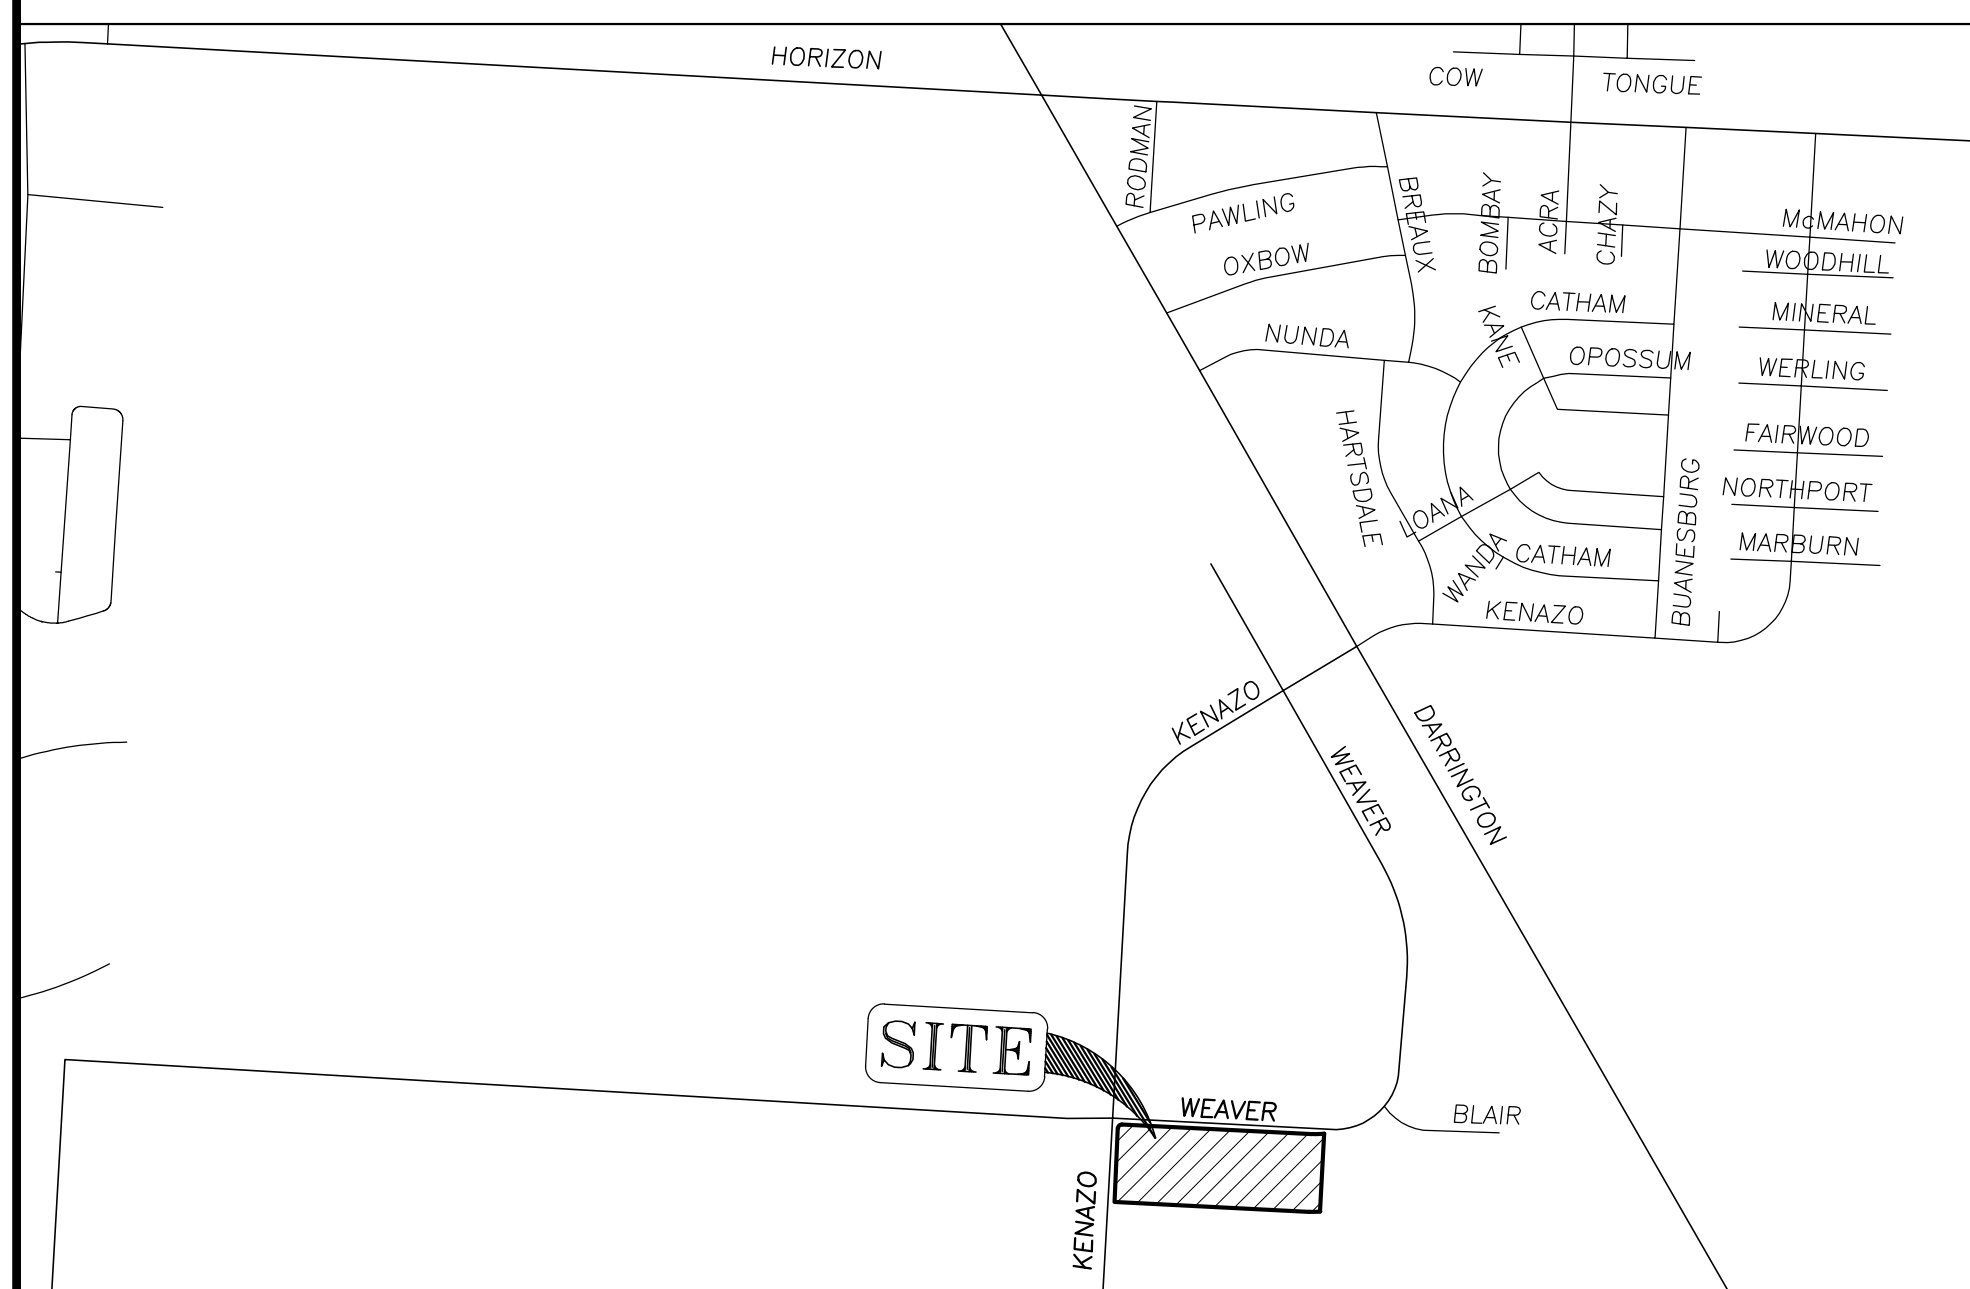 HORIZON
COW
TONGUE
RODMAN
PAWLING
BREAUX
BOMBAY
ACRA
CHAZY
McMAHON
OXBOW
WOODHILL
CATHAM
MINERAL
NUNDA
KANE
OPOSSUM
WERLING
HARTSDALE
FAIRWOOD
BUANESBURG
NORTHPORT
LOANA
WANDA
CATHAM
MARBURN
KENAZO
KENAZO
DARRINGTON
WEAVER
SITE
WEAVER
BLAIR
KENAZO